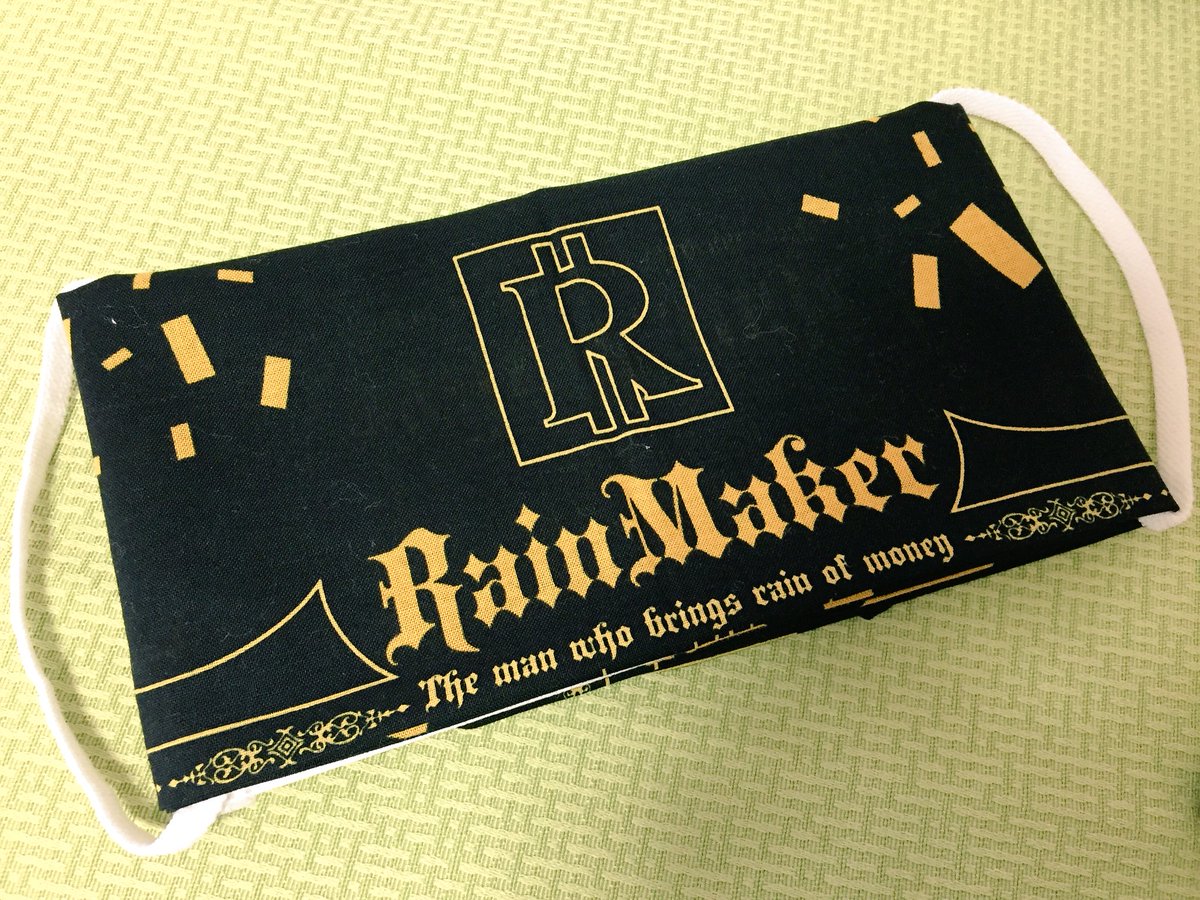 R
RainMaker
The man who brings rain of money